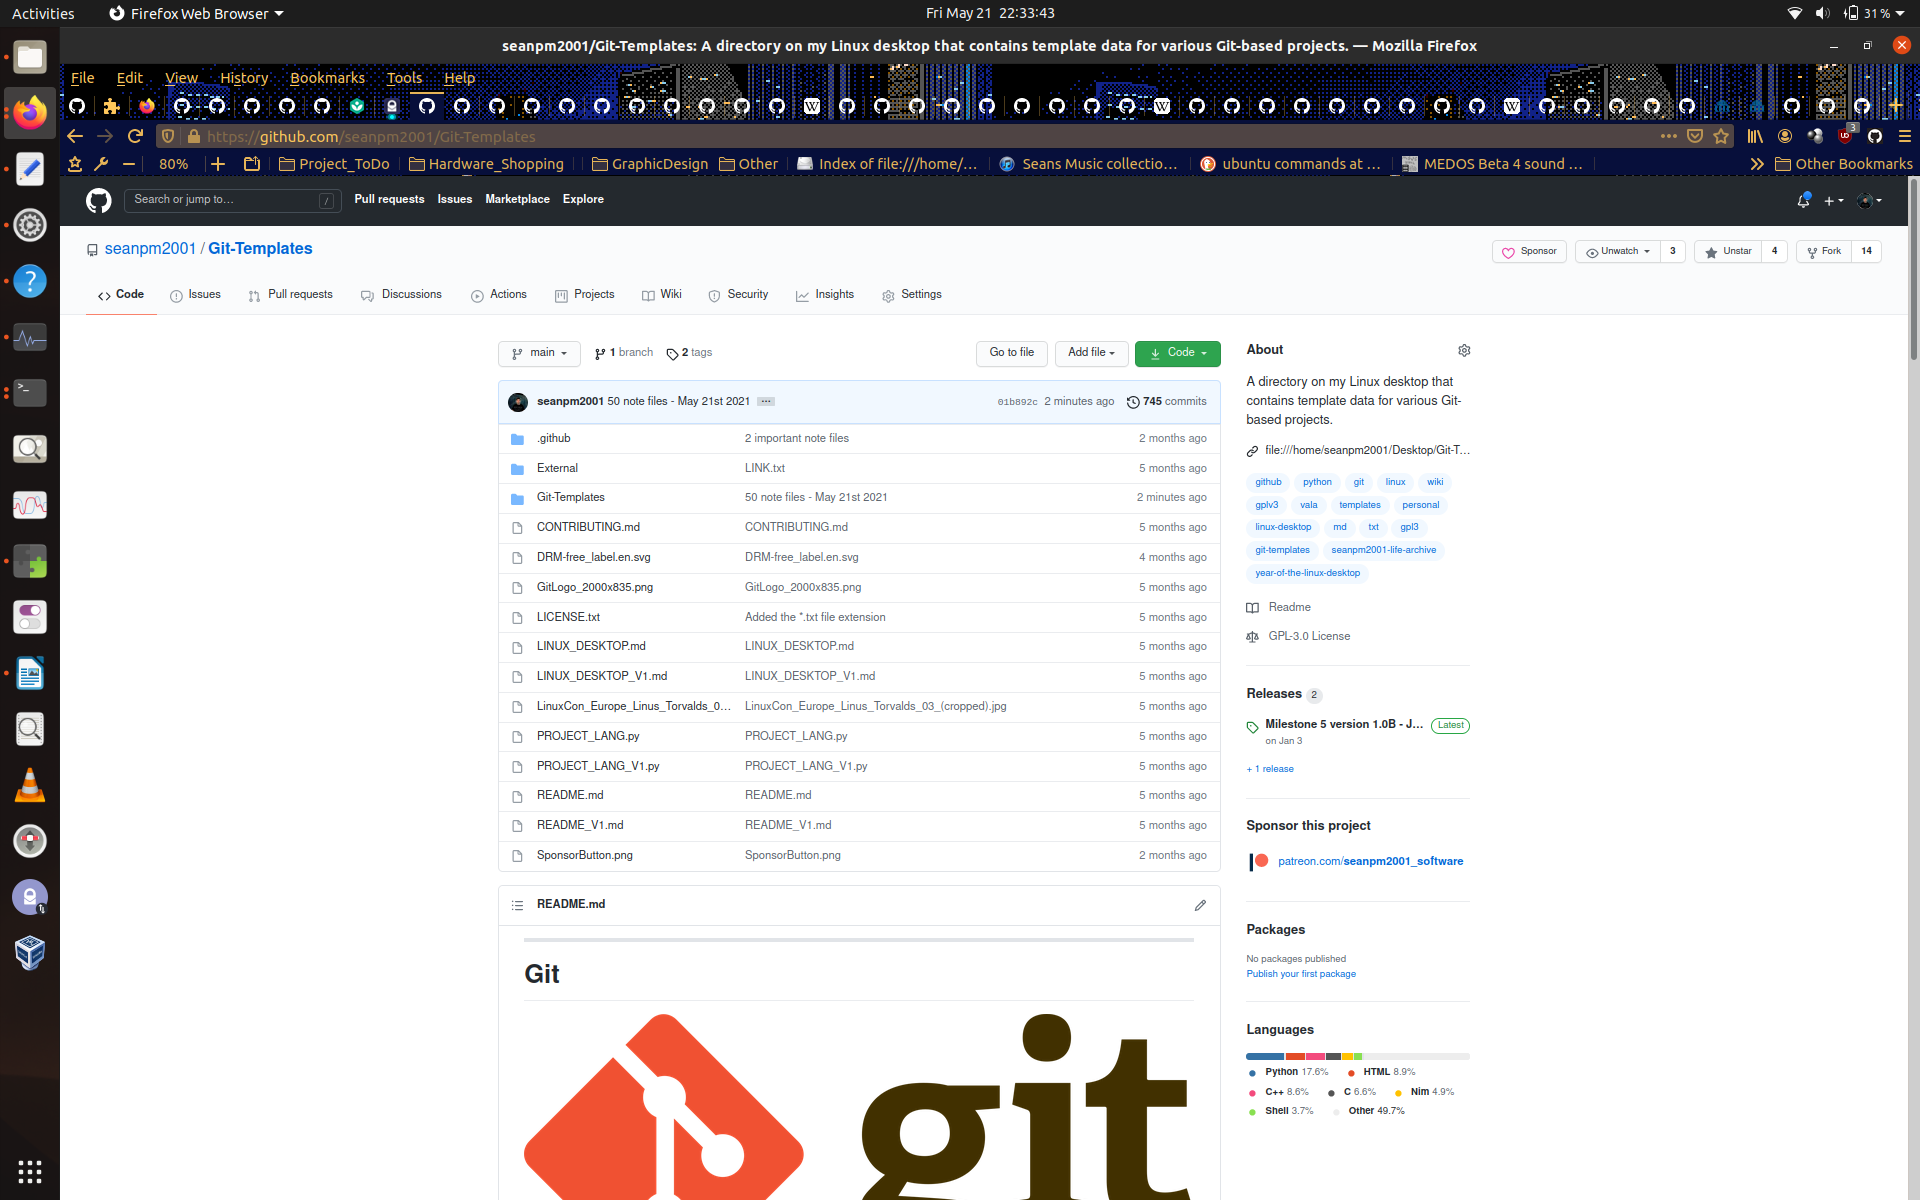 Activities
Firefox Web Browser
Fri May 21 22:33:43
31 %
seanpm2001/Git-Templates: A directory on my Linux desktop that contains template data for various Git-based projects. — Mozilla Firefox
File Edit View History Bookmarks Tools Help
https://github.com/seanpm2001/Git-Templates
3
80%
Project_ToDo
Hardware_Shopping
GraphicDesign
Other
Index of file:///home/...
Seans Music collectio...
ubuntu commands at ...
MEDOS Beta 4 sound ...
Other Bookmarks
Search or jump to...
/
Pull requests Issues Marketplace Explore
seanpm2001 / Git-Templates
Sponsor
Unwatch 3
Unstar 4
Fork 14
Code
Issues
Pull requests
Discussions
Actions
Projects
Wiki
Security
Insights
Settings
main
1 branch
2 tags
Go to file
Add file
Code
seanpm2001 50 note files - May 21st 2021 ...
01b892c 2 minutes ago 745 commits
.github 2 important note files 2 months ago
External LINK.txt 5 months ago
Git-Templates 50 note files - May 21st 2021 2 minutes ago
CONTRIBUTING.md CONTRIBUTING.md 5 months ago
DRM-free_label.en.svg DRM-free_label.en.svg 4 months ago
GitLogo_2000x835.png GitLogo_2000x835.png 5 months ago
LICENSE.txt Added the *.txt file extension 5 months ago
LINUX_DESKTOP.md LINUX_DESKTOP.md 5 months ago
LINUX_DESKTOP_V1.md LINUX_DESKTOP_V1.md 5 months ago
LinuxCon_Europe_Linus_Torvalds_0... LinuxCon_Europe_Linus_Torvalds_03_(cropped).jpg 5 months ago
PROJECT_LANG.py PROJECT_LANG.py 5 months ago
PROJECT_LANG_V1.py PROJECT_LANG_V1.py 5 months ago
README.md README.md 5 months ago
README_V1.md README_V1.md 5 months ago
SponsorButton.png SponsorButton.png 2 months ago
README.md
Git
git
About
A directory on my Linux desktop that
contains template data for various Git-
based projects.
file:///home/seanpm2001/Desktop/Git-T...
github python git linux wiki
gplv3 vala templates personal
linux-desktop md txt gpl3
git-templates seanpm2001-life-archive
year-of-the-linux-desktop
Readme
GPL-3.0 License
Releases 2
Milestone 5 version 1.0B - J... Latest
on Jan 3
+ 1 release
Sponsor this project
patreon.com/seanpm2001_software
Packages
No packages published
Publish your first package
Languages
Python 17.6% HTML 8.9%
C++ 8.6% C 6.6% Nim 4.9%
Shell 3.7% Other 49.7%